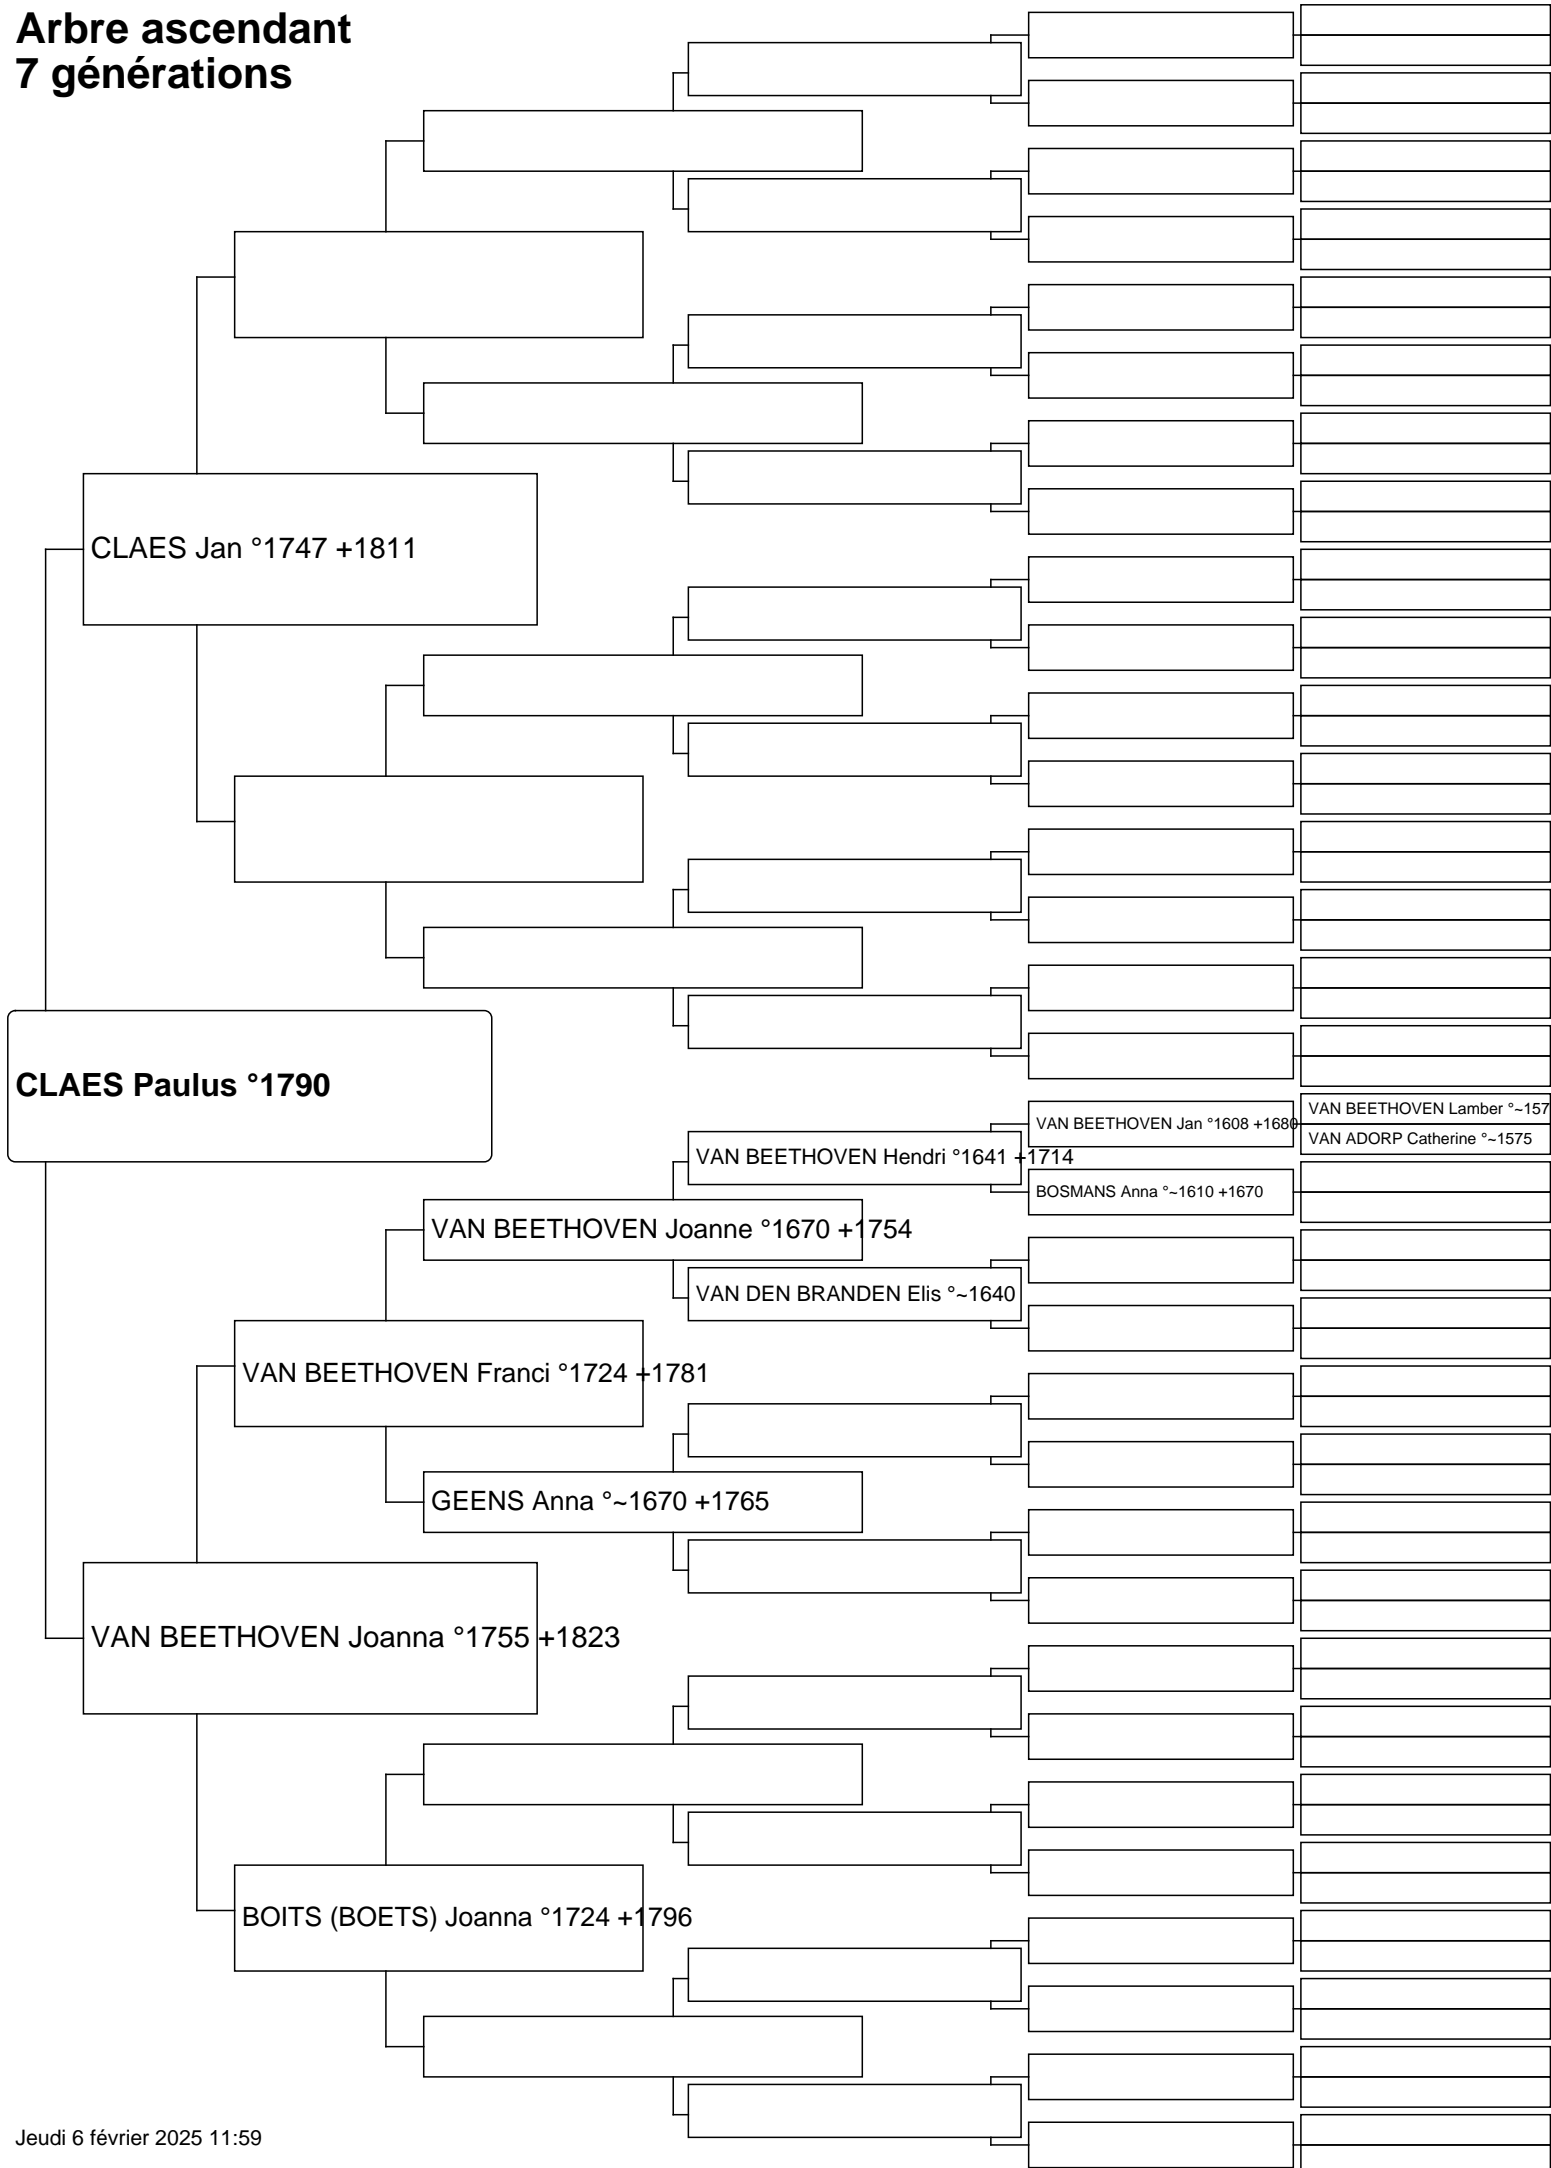 Arbre ascendant
7 générations
CLAES Jan °1747 +1811
CLAES Paulus °1790
VAN BEETHOVEN Lamber °~157
VAN BEETHOVEN Jan °1608 +1680
VAN ADORP Catherine °~1575
VAN BEETHOVEN Hendri °1641 +1714
BOSMANS Anna °~1610 +1670
VAN BEETHOVEN Joanne °1670 +1754
VAN DEN BRANDEN Elis °~1640
VAN BEETHOVEN Franci °1724 +1781
GEENS Anna °~1670 +1765
VAN BEETHOVEN Joanna °1755 +1823
BOITS (BOETS) Joanna °1724 +1796
Jeudi 6 février 2025 11:59